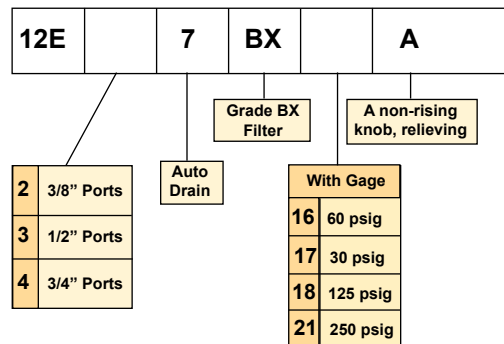 12E 7 BX A
Grade BX
Filter
A non-rising
knob, relieving
Auto
Drain
2 3/8” Ports
3 1/2” Ports
4 3/4” Ports
With Gage
16 60 psig
17 30 psig
18 125 psig
21 250 psig